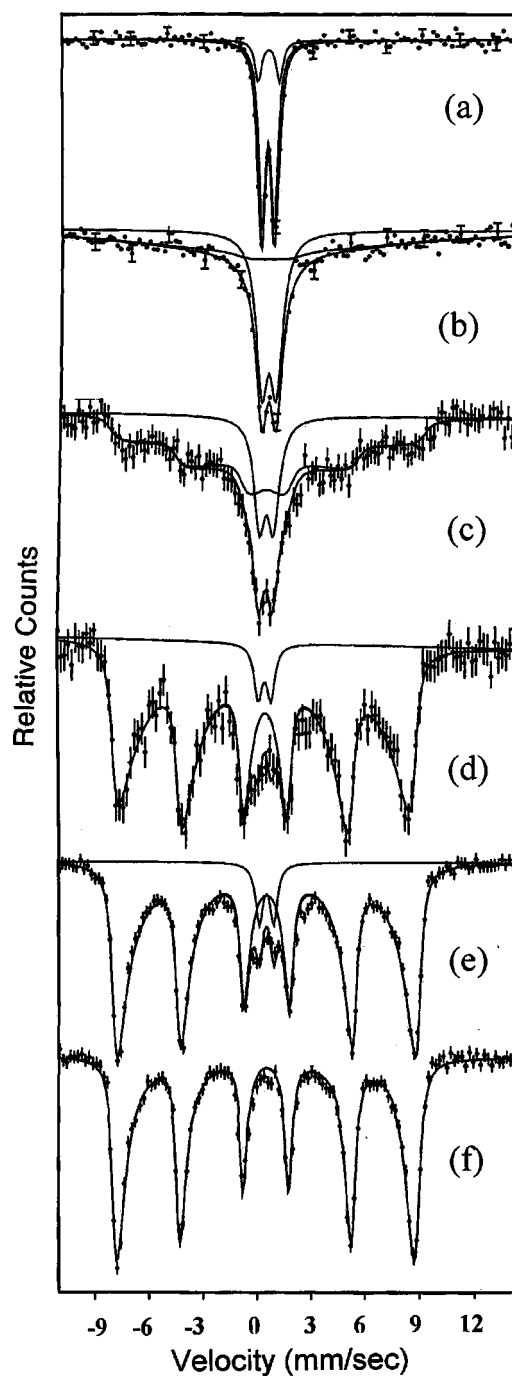 (a)
(b)
(c)
(d)
(e)
(f)
Relative Counts
-9 -6 -3 0 3 6 9 12
Velocity (mm/sec)